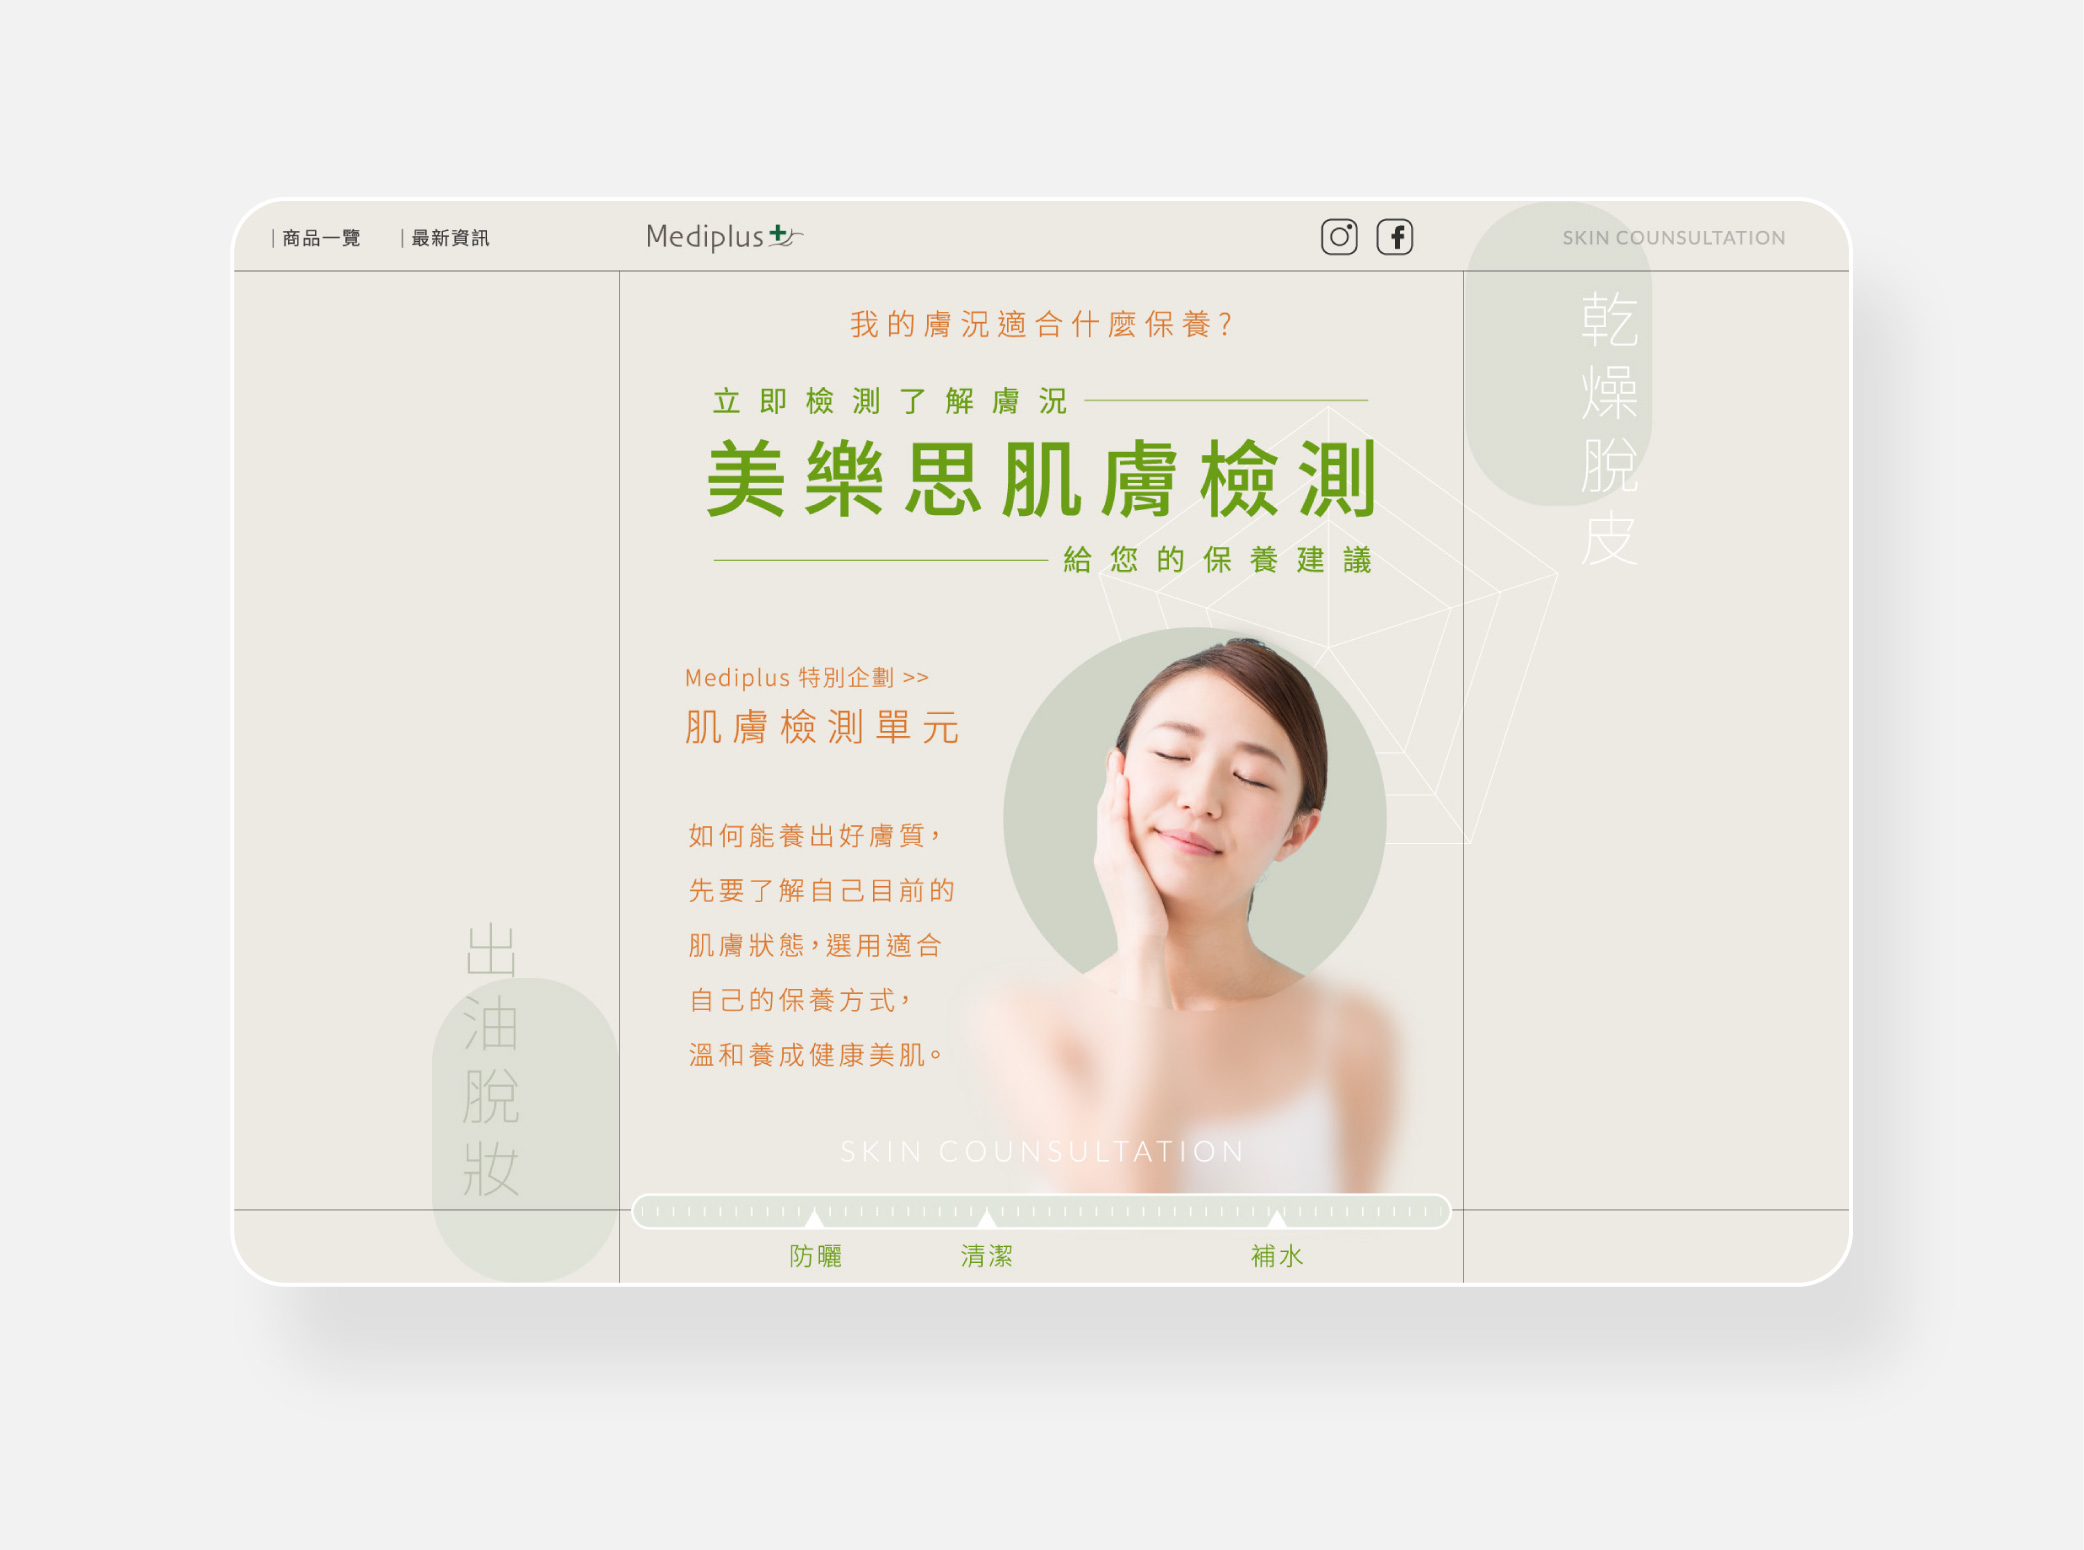 商品一覽
最新資訊
Mediplus
SKIN COUNSULTATION
我的膚況適合什麼保養?
立即檢測了解膚況
美樂思肌膚檢測
給您的保養建議
乾燥脫皮
Mediplus 特別企劃 >>
肌膚檢測單元
如何能養出好膚質，
先要了解自己目前的
肌膚狀態，選用適合
自己的保養方式，
溫和養成健康美肌。
出油脫妝
SKIN COUNSULTATION
防曬
清潔
補水